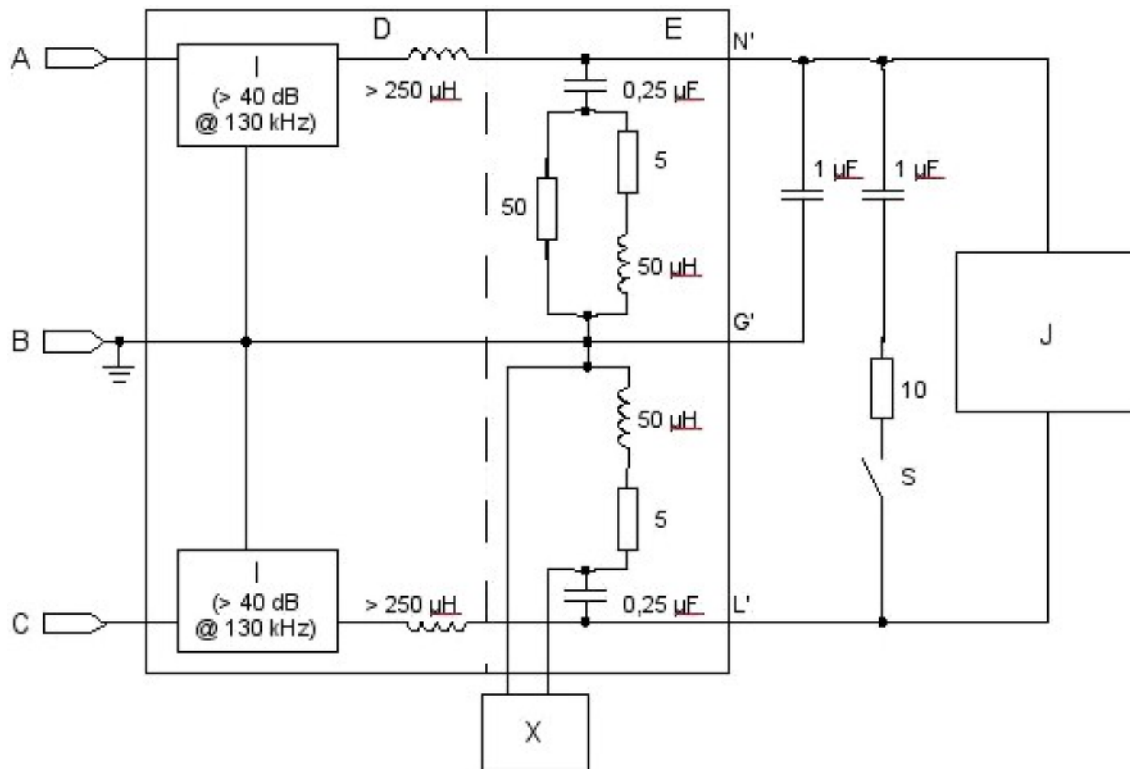 D
E
A
I
(> 40 dB
@ 130 kHz)
> 250 µH
0,25 µF
N'
5
50
50 µH
1 µF
1 µF
B
G'
J
10
50 µH
S
5
I
(> 40 dB
@ 130 kHz)
> 250 µH
0,25 µF
L'
C
X